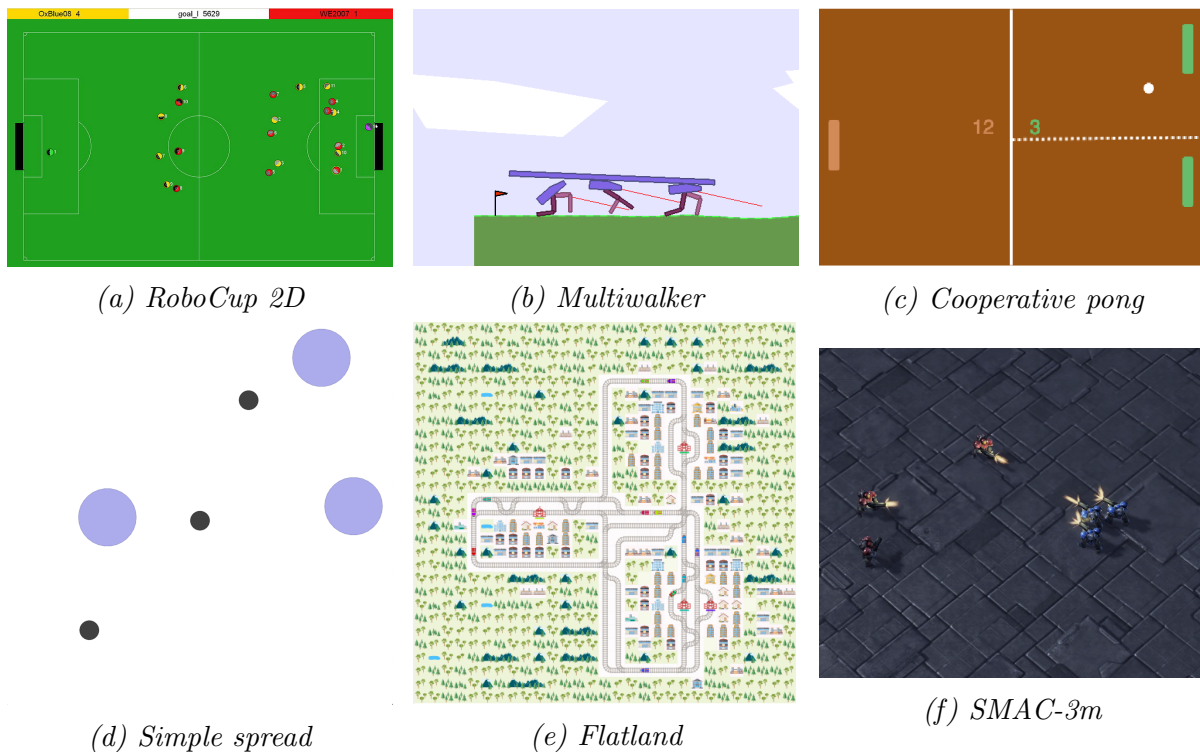 OxBlue08 4 goal_l 5629 WE2007: 1
12 3
(a) RoboCup 2D
(b) Multiwalker
(c) Cooperative pong
(d) Simple spread
(e) Flatland
(f) SMAC-3m